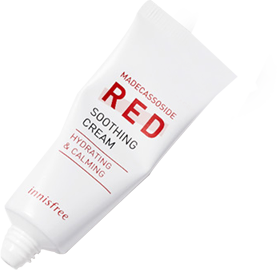 MADECASSOSIDE
RED
SOOTHING
CREAM
HYDRATING
& CALMING
innisfree